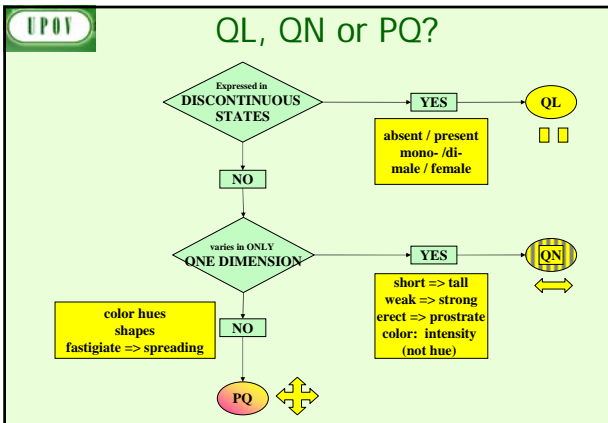 UPOV
QL, QN or PQ?
Expressed in
DISCONTINUOUS
STATES
YES
QL
absent / present
mono- /di-
male / female
NO
varies in ONLY
ONE DIMENSION
YES
QN
short => tall
weak => strong
erect => prostrate
color: intensity
(not hue)
color hues
shapes
fastigiate => spreading
NO
PQ